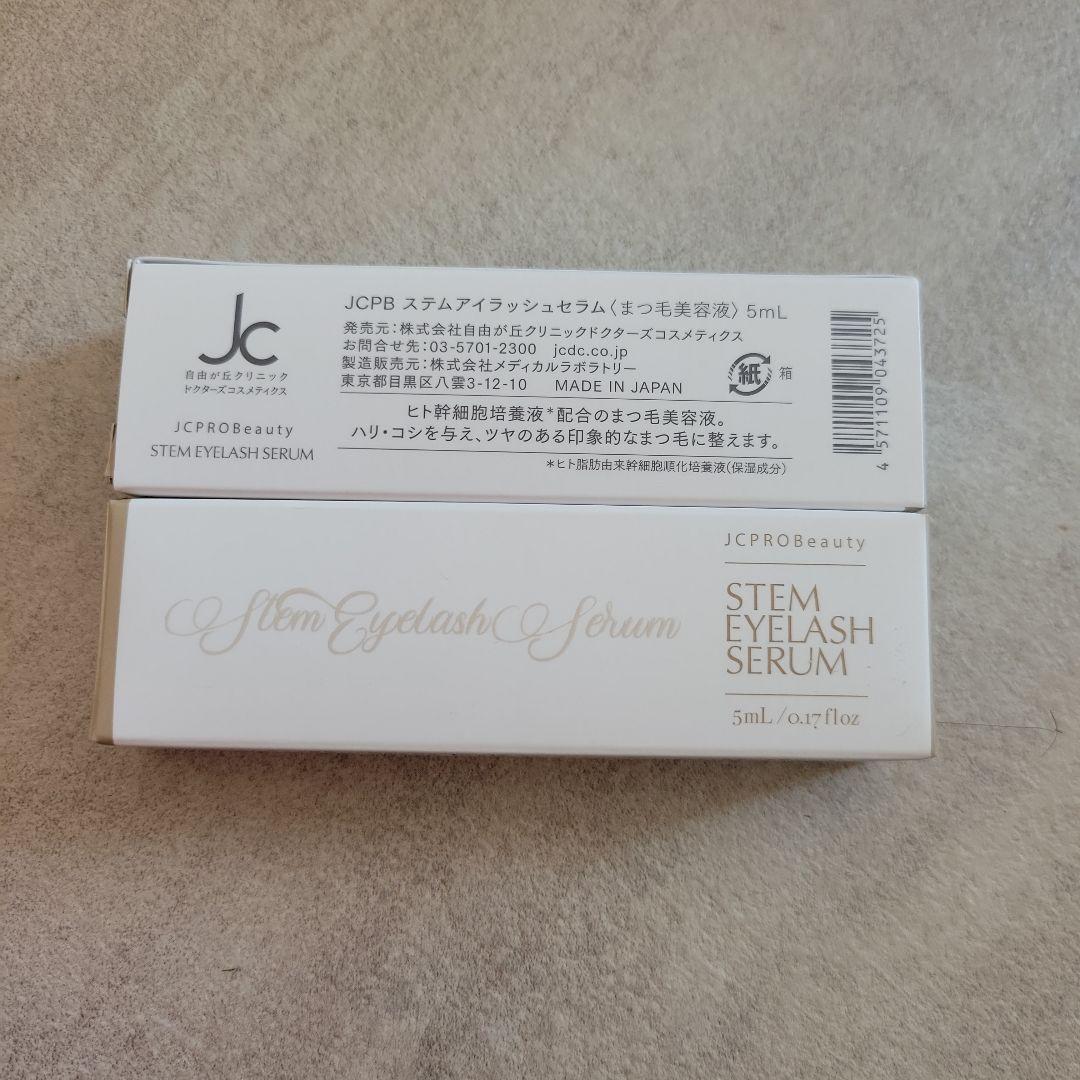 Jc
自由が丘クリニック
ドクターズコスメティクス
JCPROBeauty
STEM EYELASH SERUM
JCPB ステムアイラッシュセラム〈まつ毛美容液〉5mL
発売元：株式会社自由が丘クリニックドクターズコスメティクス
お問合せ先：03-5701-2300 jcdc.co.jp
製造販売元：株式会社メディカルラボラトリー
東京都目黒区八雲3-12-10 MADE IN JAPAN
紙 箱
ヒト幹細胞培養液*配合のまつ毛美容液。
ハリ・コシを与え、ツヤのある印象的なまつ毛に整えます。
*ヒト脂肪由来幹細胞順化培養液（保湿成分）
4 571109 043725
Stem Eyelash Serum
JCPROBeauty
STEM
EYELASH
SERUM
5mL/0.17floz